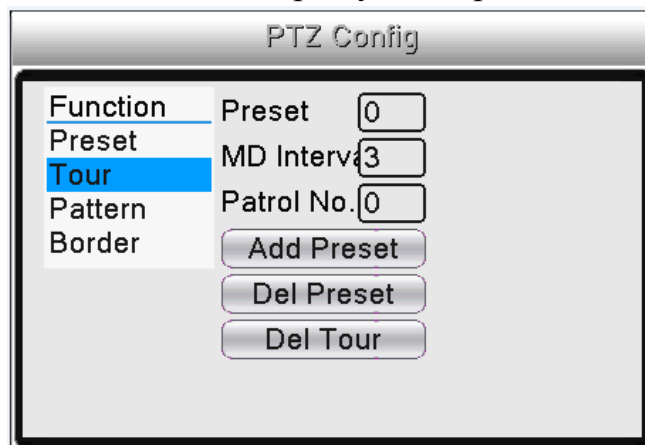 PTZ Config
Function
Preset
Tour
Pattern
Border
Preset 0
MD Interva 3
Patrol No. 0
Add Preset
Del Preset
Del Tour